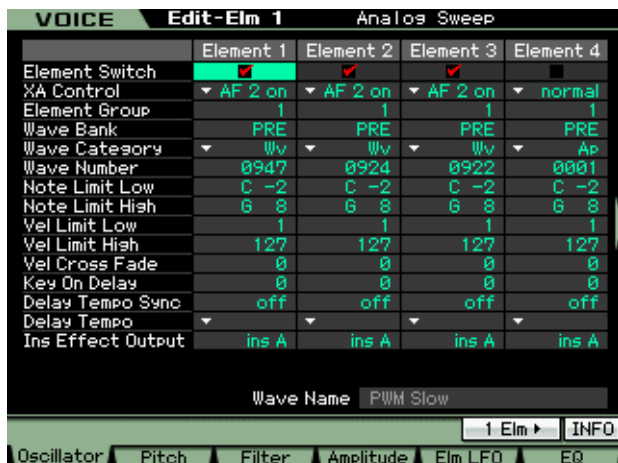 VOICE Edit-Elm 1 Analog Sweep
Element 1 Element 2 Element 3 Element 4
Element Switch
XA Control AF 2 on AF 2 on AF 2 on normal
Element Group 1 1 1 1
Wave Bank PRE PRE PRE PRE
Wave Category Wv Wv Wv Ap
Wave Number 0947 0924 0922 0001
Note Limit Low C -2 C -2 C -2 C -2
Note Limit High G 8 G 8 G 8 G 8
Vel Limit Low 1 1 1 1
Vel Limit High 127 127 127 127
Vel Cross Fade 0 0 0 0
Key On Delay 0 0 0 0
Delay Tempo Sync off off off off
Delay Tempo
Ins Effect Output ins A ins A ins A ins A
Wave Name PWM Slow
1 Elm INFO
Oscillator Pitch Filter Amplitude Elm LFO EQ